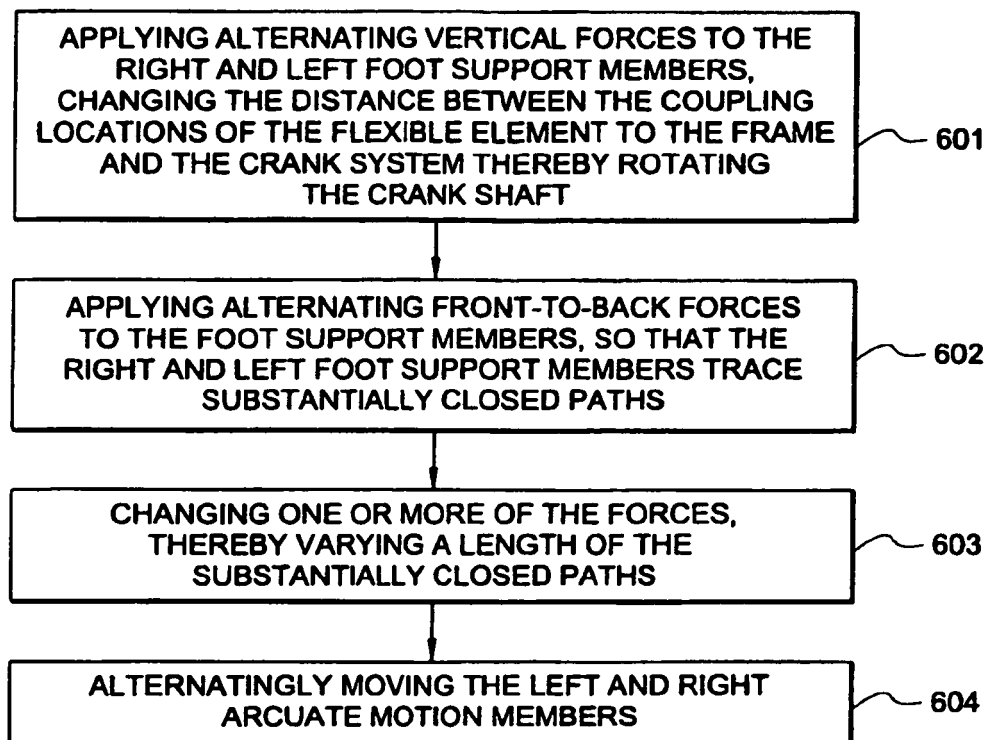 APPLYING ALTERNATING VERTICAL FORCES TO THE
RIGHT AND LEFT FOOT SUPPORT MEMBERS,
CHANGING THE DISTANCE BETWEEN THE COUPLING
LOCATIONS OF THE FLEXIBLE ELEMENT TO THE FRAME
AND THE CRANK SYSTEM THEREBY ROTATING
THE CRANK SHAFT
601
APPLYING ALTERNATING FRONT-TO-BACK FORCES
TO THE FOOT SUPPORT MEMBERS, SO THAT THE
RIGHT AND LEFT FOOT SUPPORT MEMBERS TRACE
SUBSTANTIALLY CLOSED PATHS
602
CHANGING ONE OR MORE OF THE FORCES,
THEREBY VARYING A LENGTH OF THE
SUBSTANTIALLY CLOSED PATHS
603
ALTERNATINGLY MOVING THE LEFT AND RIGHT
ARCUATE MOTION MEMBERS
604